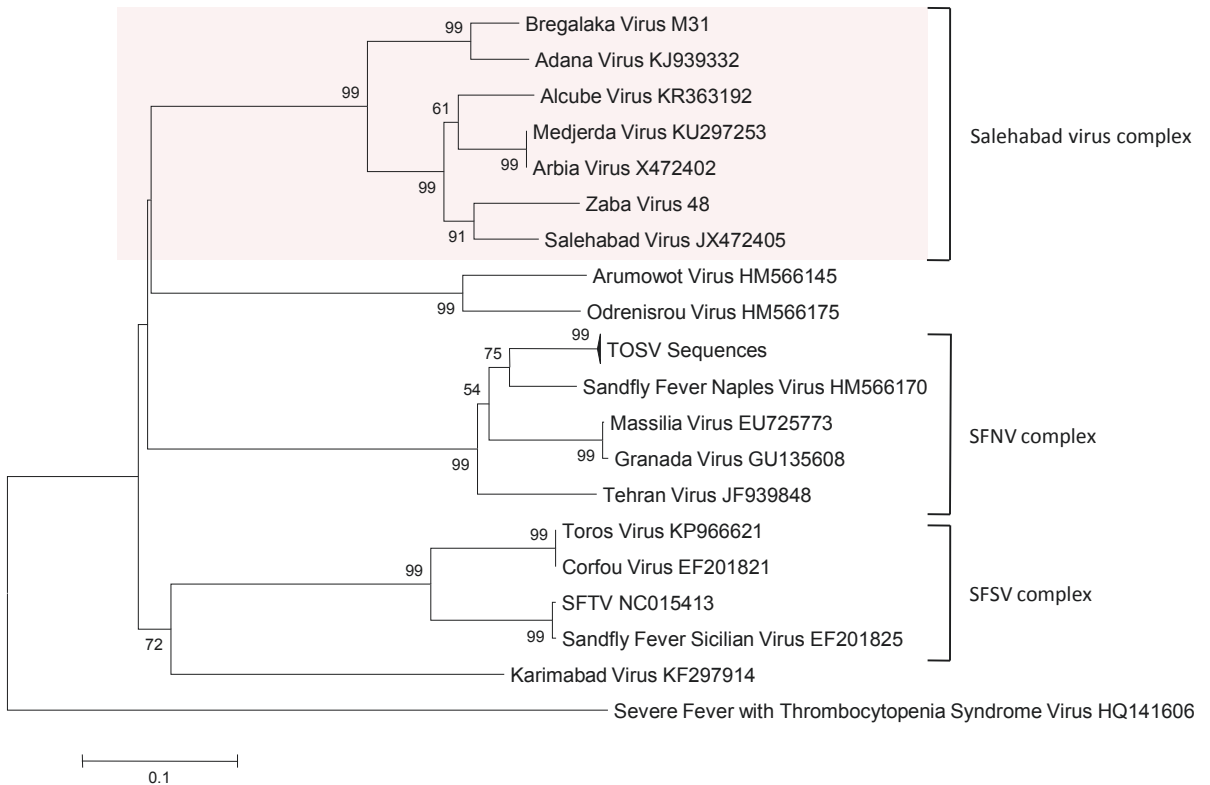 99
Bregalaka Virus M31
Adana Virus KJ939332
99
61
Alcube Virus KR363192
Medjerda Virus KU297253
99
Arbia Virus X472402
99
Zaba Virus 48
91
Salehabad Virus JX472405
Salehabad virus complex
Arumowot Virus HM566145
99
Odrenisrou Virus HM566175
99
TOSV Sequences
75
Sandfly Fever Naples Virus HM566170
54
Massilia Virus EU725773
99
Granada Virus GU135608
99
Tehran Virus JF939848
SFNV complex
99
Toros Virus KP966621
Corfou Virus EF201821
99
SFTV NC015413
99
Sandfly Fever Sicilian Virus EF201825
SFSV complex
72
Karimabad Virus KF297914
Severe Fever with Thrombocytopenia Syndrome Virus HQ141606
0.1